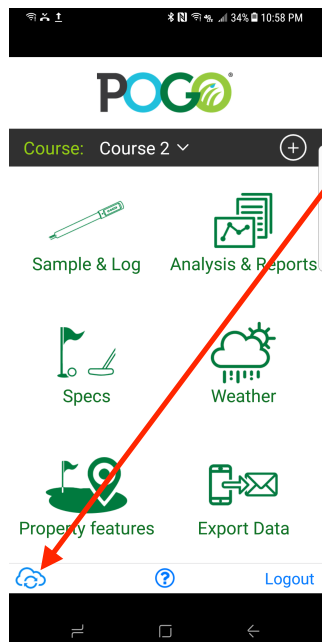 34% 10:58 PM
POGO
Course: Course 2
Sample & Log Analysis & Reports
Specs Weather
Property features Export Data
? Logout